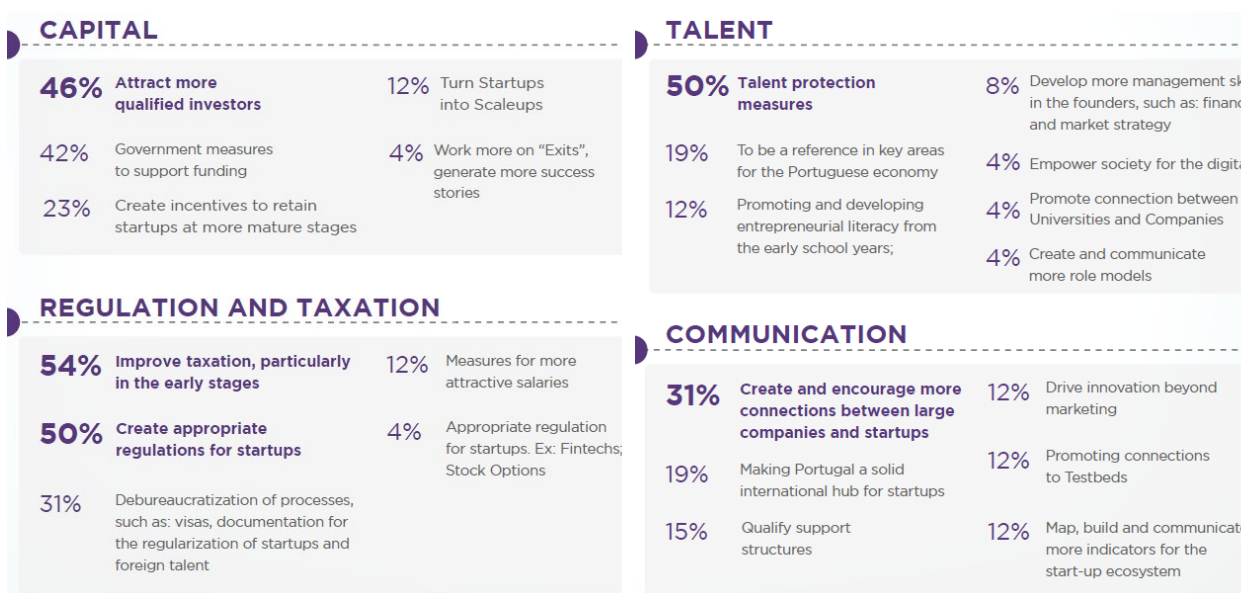 CAPITAL
46% Attract more
qualified investors
42% Government measures
to support funding
23% Create incentives to retain
startups at more mature stages
12% Turn Startups
into Scaleups
4% Work more on “Exits”,
generate more success
stories
REGULATION AND TAXATION
54% Improve taxation, particularly
in the early stages
50% Create appropriate
regulations for startups
31% Debureaucratization of processes,
such as: visas, documentation for
the regularization of startups and
foreign talent
12% Measures for more
attractive salaries
4% Appropriate regulation
for startups. Ex: Fintechs;
Stock Options
TALENT
50% Talent protection
measures
19% To be a reference in key areas
for the Portuguese economy
12% Promoting and developing
entrepreneurial literacy from
the early school years;
8% Develop more management
in the founders, such as:
and market strategy
4% Empower society for the
4% Promote connection between
Universities and Companies
4% Create and communicate
more role models
COMMUNICATION
31% Create and encourage more
connections between large
companies and startups
19% Making Portugal a solid
international hub for startups
15% Qualify support
structures
12% Drive innovation beyond
marketing
12% Promoting connections
to Testbeds
12% Map, build and communicate
more indicators for the
start-up ecosystem